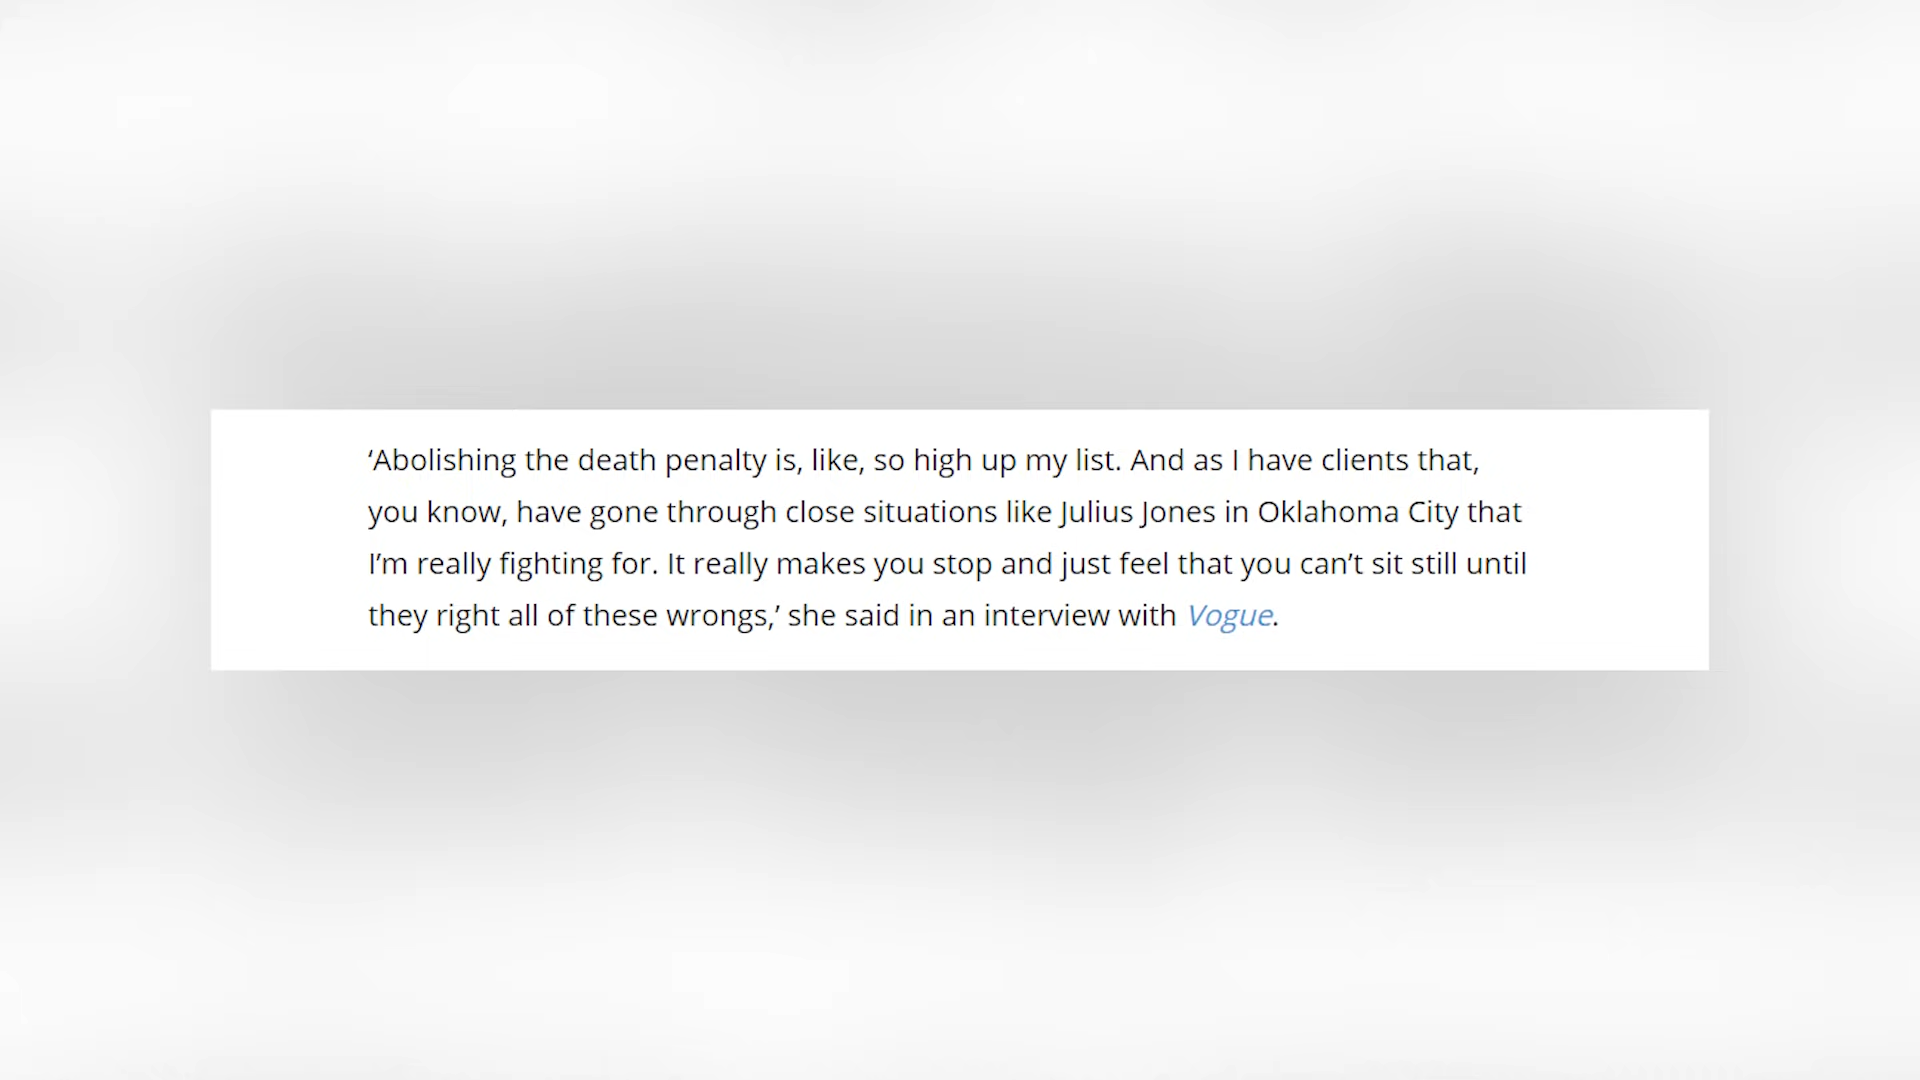 ‘Abolishing the death penalty is, like, so high up my list. And as I have clients that,
you know, have gone through close situations like Julius Jones in Oklahoma City that
I’m really fighting for. It really makes you stop and just feel that you can’t sit still until
they right all of these wrongs,’ she said in an interview with Vogue.